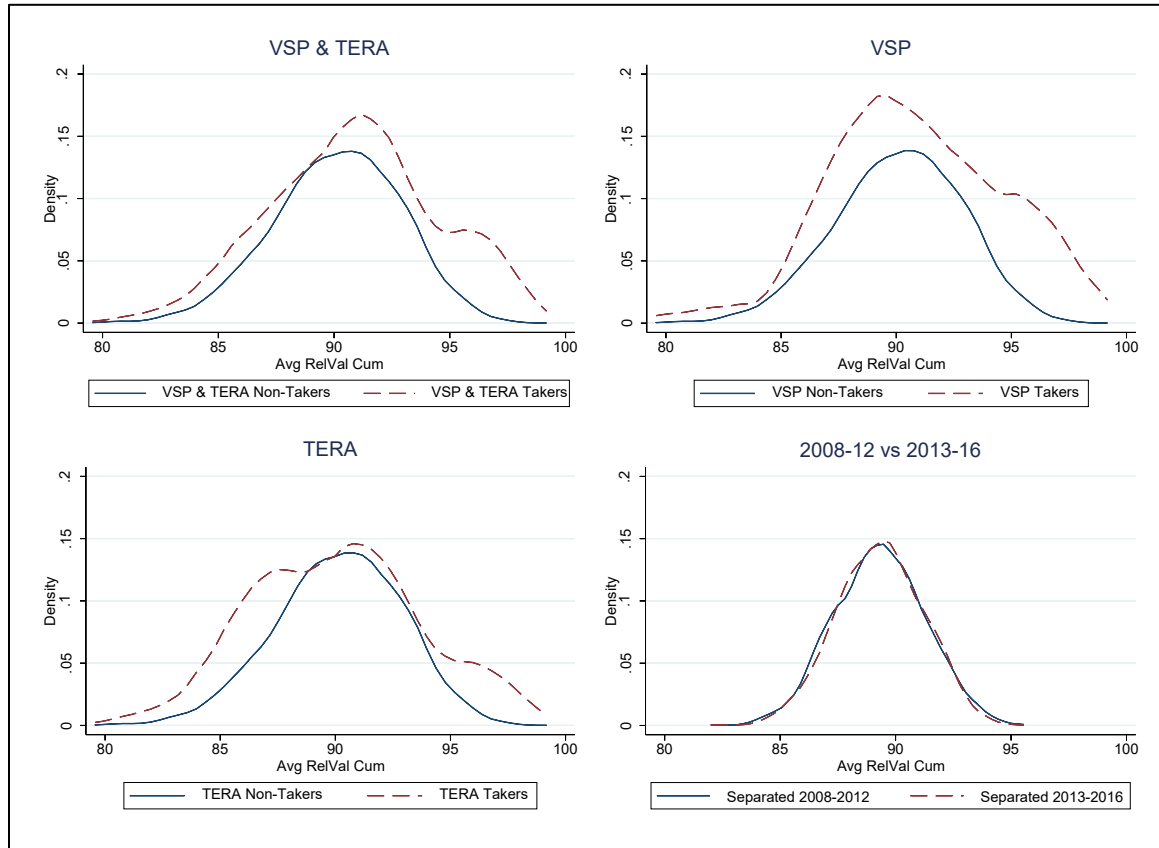 VSP & TERA
Density
0 .05 .1 .15 .2
80 85 90 95 100
Avg RelVal Cum
VSP & TERA Non-Takers VSP & TERA Takers
VSP
Density
0 .05 .1 .15 .2
80 85 90 95 100
Avg RelVal Cum
VSP Non-Takers VSP Takers
TERA
Density
0 .05 .1 .15 .2
80 85 90 95 100
Avg RelVal Cum
TERA Non-Takers TERA Takers
2008-12 vs 2013-16
Density
0 .05 .1 .15 .2
80 85 90 95 100
Avg RelVal Cum
Separated 2008-2012 Separated 2013-2016